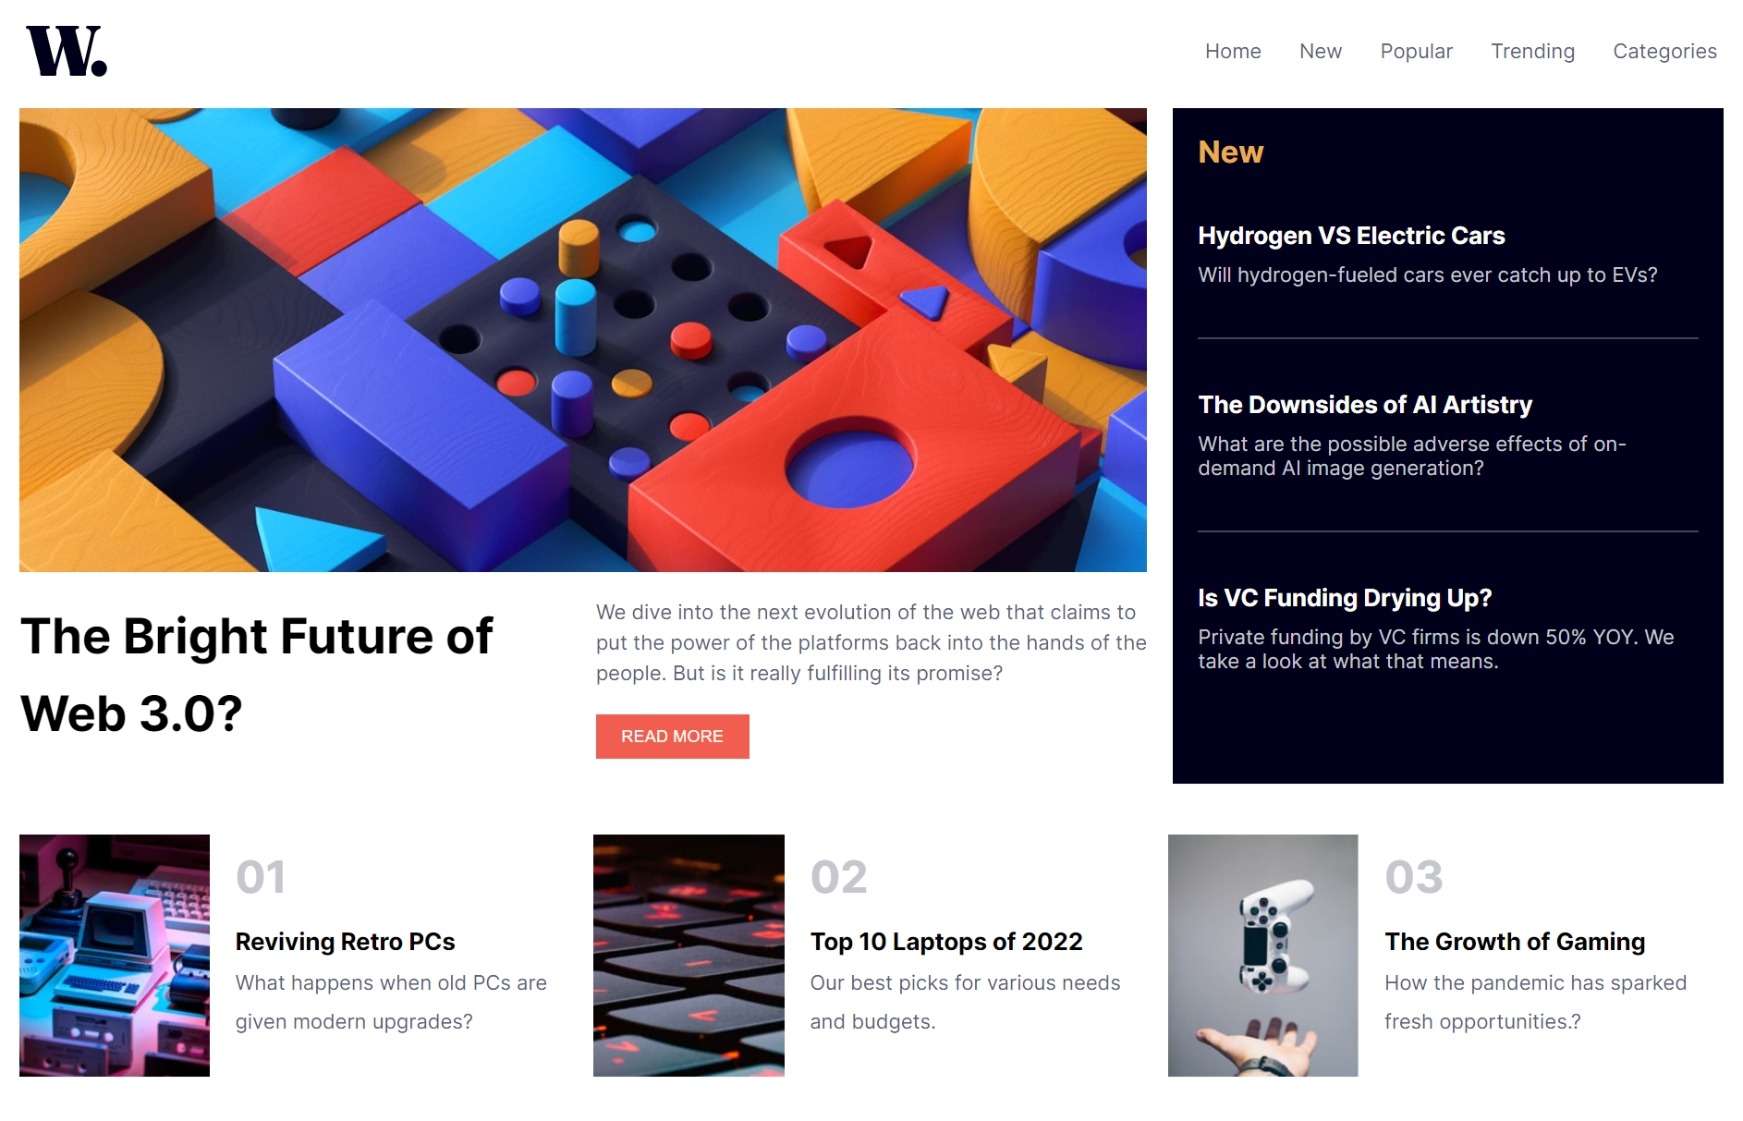 W.
Home New Popular Trending Categories
New
Hydrogen VS Electric Cars
Will hydrogen-fueled cars ever catch up to EVs?
The Downsides of AI Artistry
What are the possible adverse effects of on-
demand AI image generation?
Is VC Funding Drying Up?
Private funding by VC firms is down 50% YOY. We
take a look at what that means.
The Bright Future of
Web 3.0?
We dive into the next evolution of the web that claims to
put the power of the platforms back into the hands of the
people. But is it really fulfilling its promise?
READ MORE
01
Reviving Retro PCs
What happens when old PCs are
given modern upgrades?
02
Top 10 Laptops of 2022
Our best picks for various needs
and budgets.
03
The Growth of Gaming
How the pandemic has sparked
fresh opportunities.?